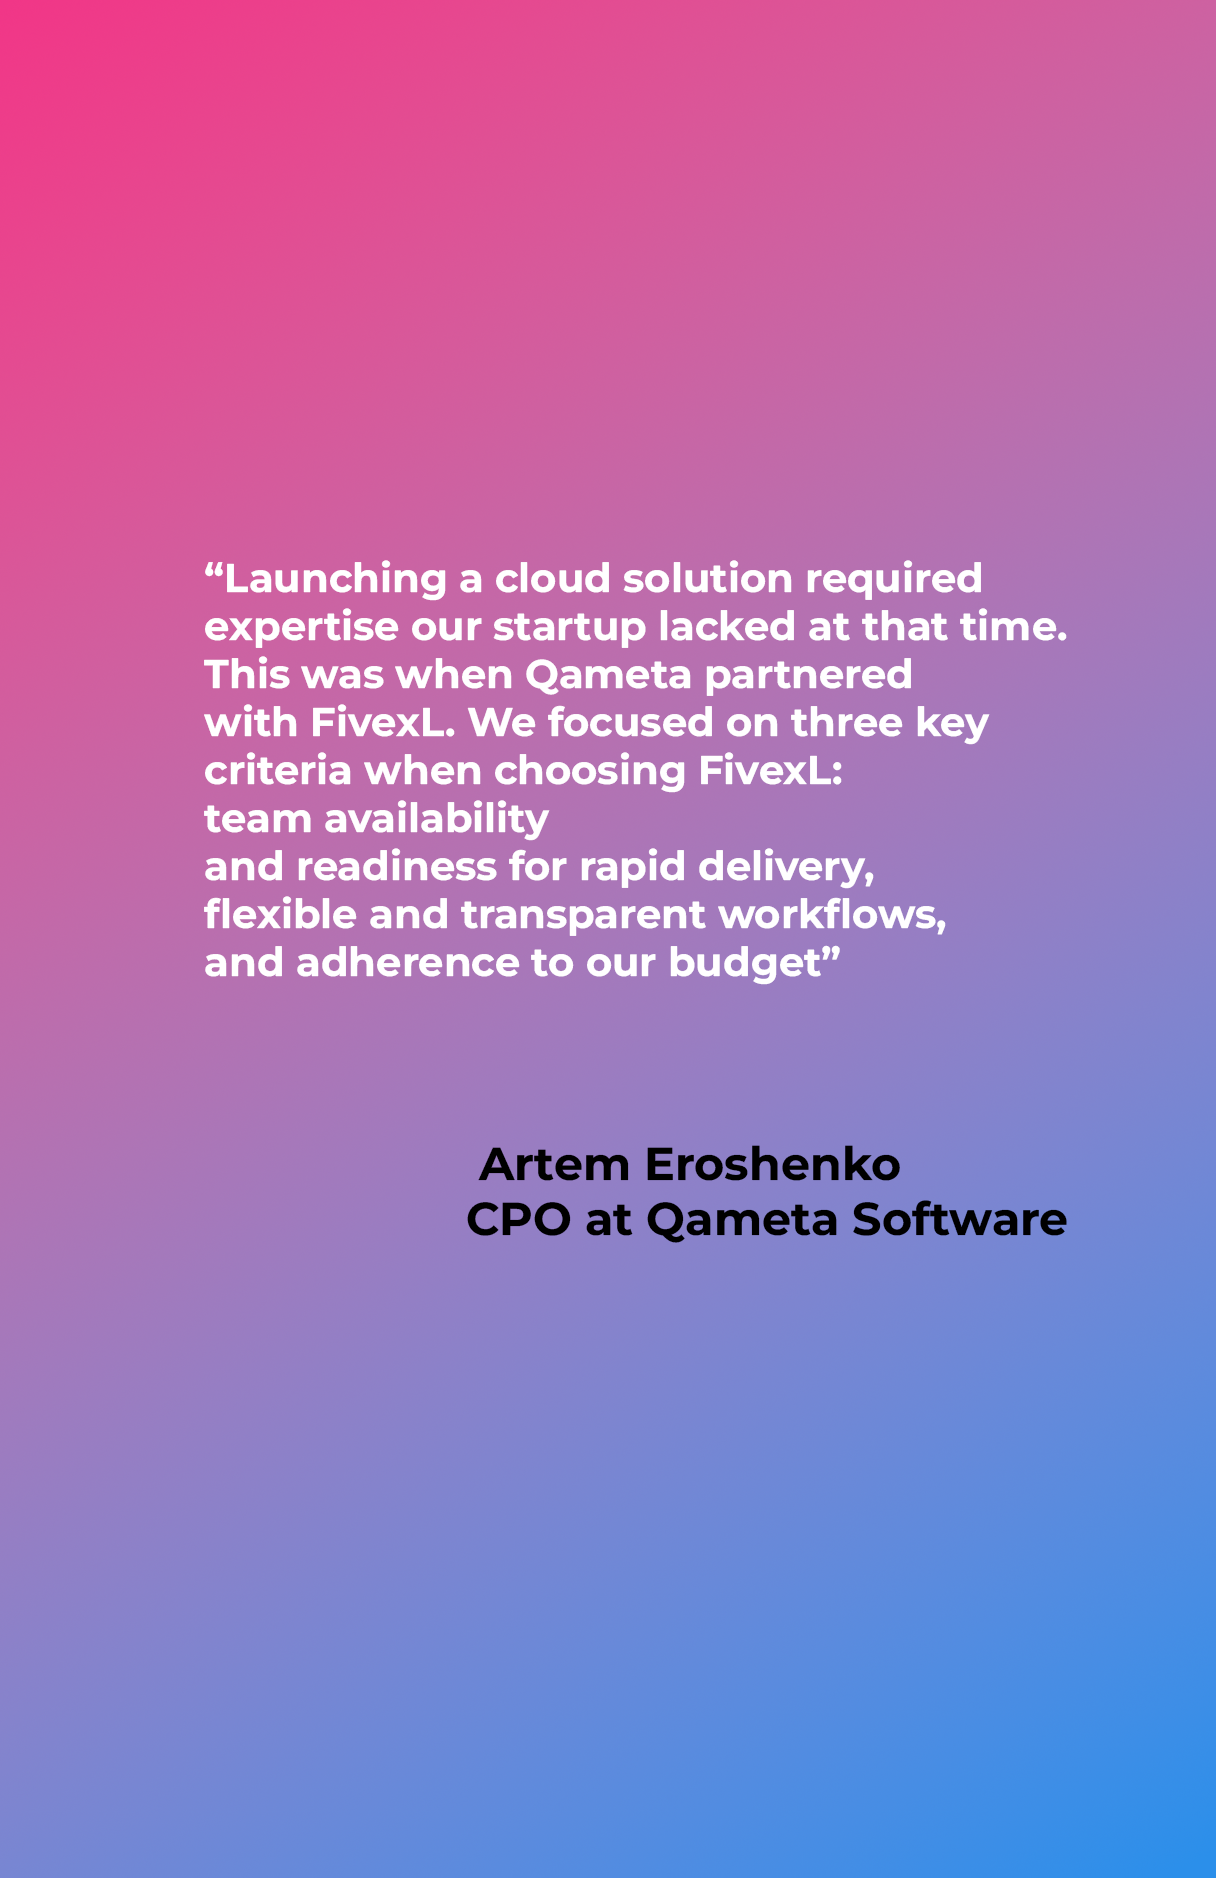 “Launching a cloud solution required
expertise our startup lacked at that time.
This was when Qameta partnered
with FivexL. We focused on three key
criteria when choosing FivexL:
team availability
and readiness for rapid delivery,
flexible and transparent workflows,
and adherence to our budget”
Artem Eroshenko
CPO at Qameta Software